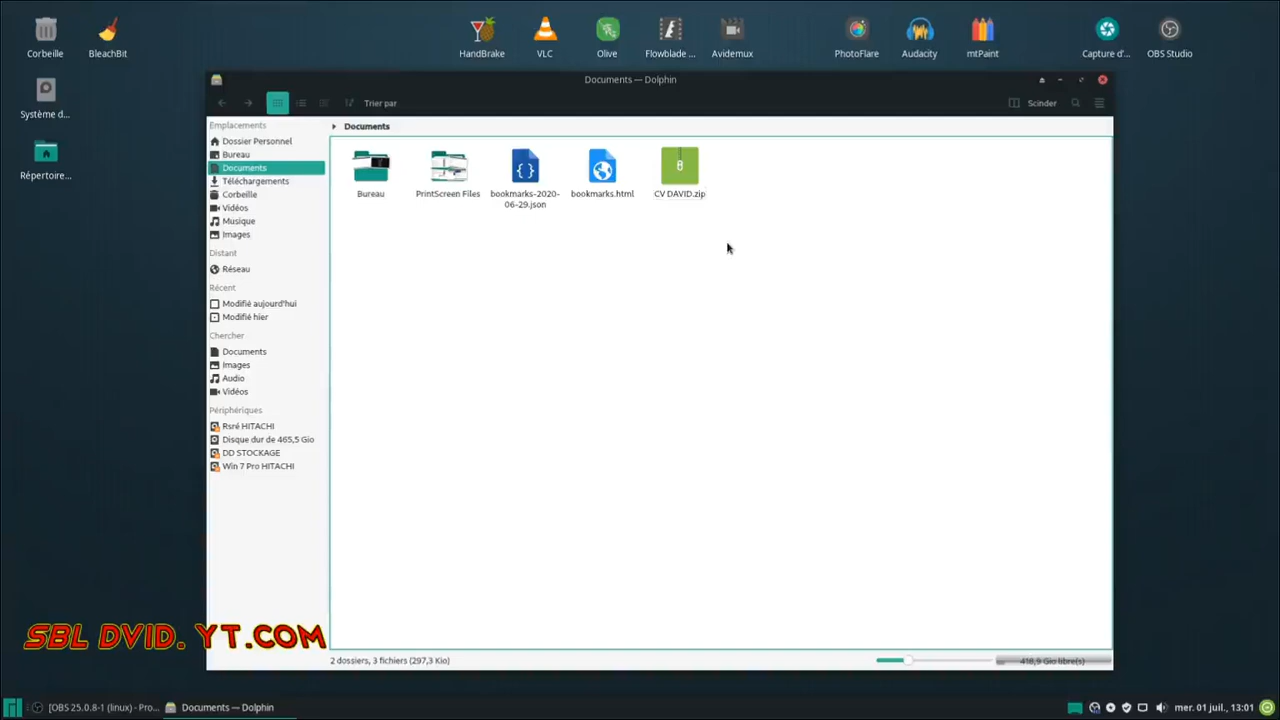 Corbeille
BleachBit
HandBrake
VLC
Olive
Flowblade ...
Avidemux
PhotoFlare
Audacity
mtPaint
Capture d'...
OBS Studio
Système d...
Répertoire...
Documents — Dolphin
Trier par
Scinder
Emplacements
Dossier Personnel
Bureau
Documents
Téléchargements
Corbeille
Vidéos
Musique
Images
Distant
Réseau
Récent
Modifié aujourd'hui
Modifié hier
Chercher
Documents
Images
Audio
Vidéos
Périphériques
Rsré HITACHI
Disque dur de 465,5 Gio
DD STOCKAGE
Win 7 Pro HITACHI
Documents
Bureau
PrintScreen Files
bookmarks-2020-
06-29.json
bookmarks.html
CV DAVID.zip
SBL DVID. YT.COM
2 dossiers, 3 fichiers (297,3 Kio)
418,9 Gio libre(s)
[OBS 25.0.8-1 (linux) - Pro...
Documents — Dolphin
mer. 01 juil., 13:01